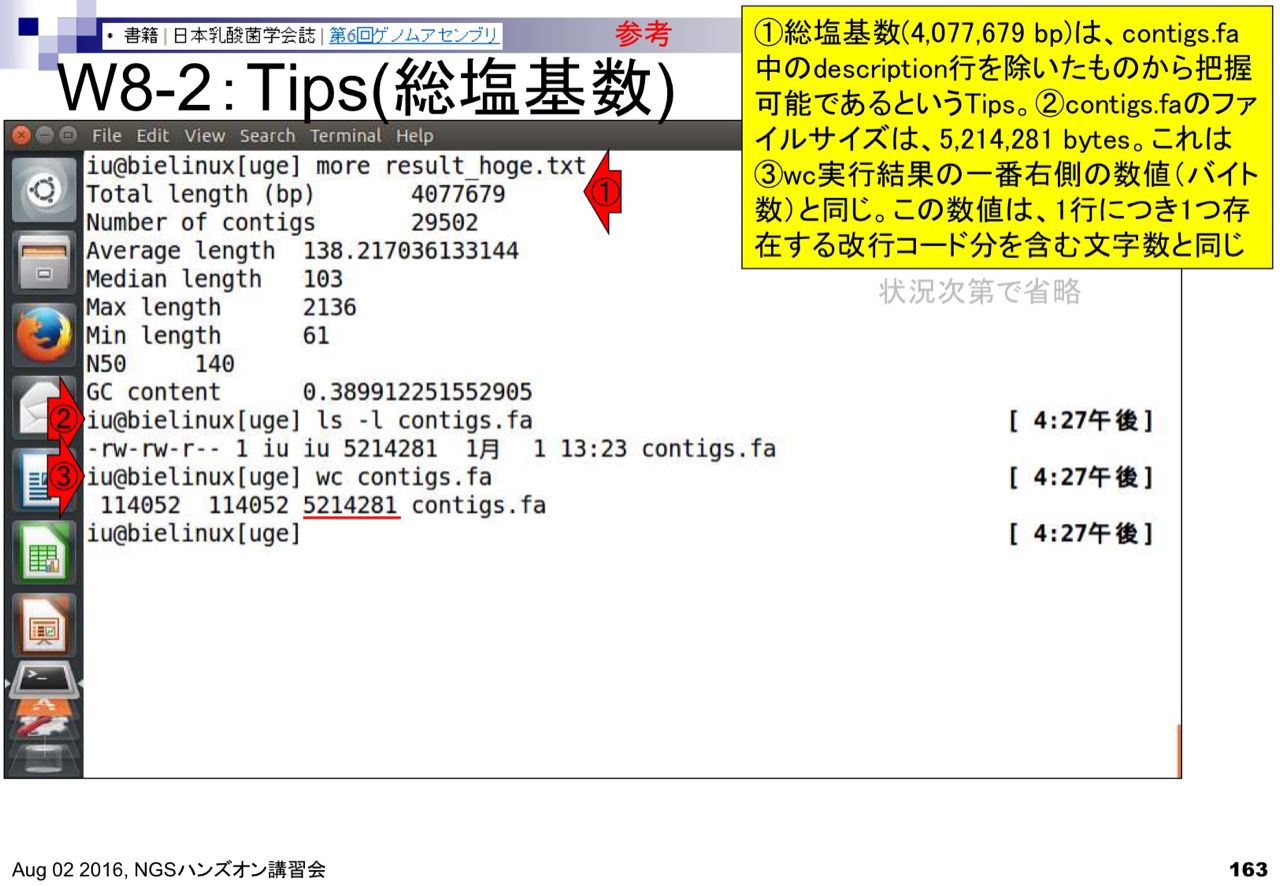 • 書籍 | 日本乳酸菌学会誌 | 第6回ゲノムアセンブリ
参考
W8-2：Tips(総塩基数)
①総塩基数(4,077,679 bp)は、contigs.fa
中のdescription行を除いたものから把握
可能であるというTips。②contigs.faのファ
イルサイズは、5,214,281 bytes。これは
③wc実行結果の一番右側の数値（バイト
数）と同じ。この数値は、1行につき1つ存
在する改行コード分を含む文字数と同じ
状況次第で省略
File Edit View Search Terminal Help
iu@bielinux[uge] more result_hoge.txt
①
Total length (bp) 4077679
Number of contigs 29502
Average length 138.217036133144
Median length 103
Max length 2136
Min length 61
N50 140
GC content 0.389912251552905
② iu@bielinux[uge] ls -l contigs.fa [ 4:27午後]
-rw-rw-r-- 1 iu iu 5214281 1月 1 13:23 contigs.fa
③ iu@bielinux[uge] wc contigs.fa [ 4:27午後]
114052 114052 5214281 contigs.fa
iu@bielinux[uge] [ 4:27午後]
Aug 02 2016, NGSハンズオン講習会
163